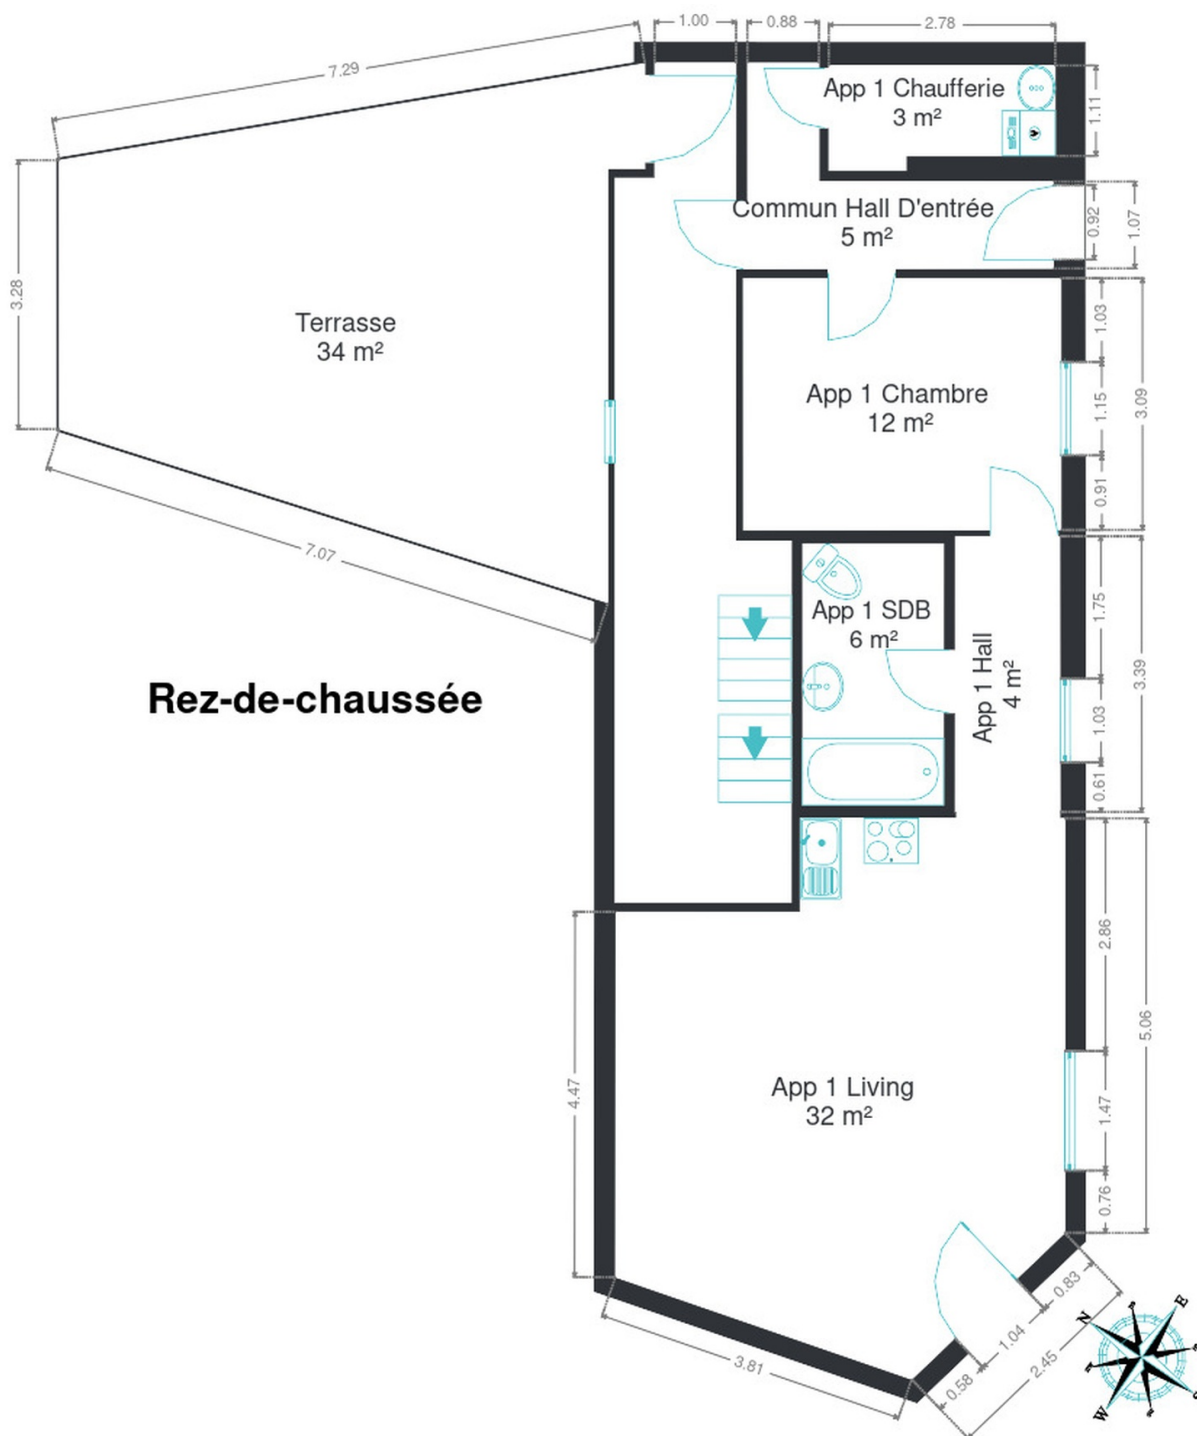 1.00
0.88
2.78
7.29
App 1 Chaufferie
3 m²
1.11
Commun Hall D'entrée
5 m²
0.92
1.07
3.28
Terrasse
34 m²
1.03
App 1 Chambre
12 m²
1.15
3.09
0.91
7.07
App 1 SDB
6 m²
App 1 Hall
4 m²
1.75
3.39
1.03
0.61
Rez-de-chaussée
2.86
5.06
4.47
App 1 Living
32 m²
1.47
0.76
0.83
1.04
2.45
0.58
3.81
N
E
W